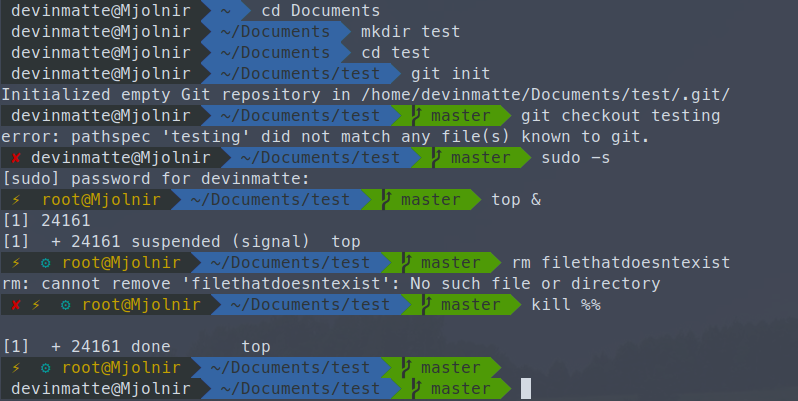 devinmatte@Mjolnir ~ cd Documents
devinmatte@Mjolnir ~/Documents mkdir test
devinmatte@Mjolnir ~/Documents cd test
devinmatte@Mjolnir ~/Documents/test git init
Initialized empty Git repository in /home/devinmatte/Documents/test/.git/
devinmatte@Mjolnir ~/Documents/test master git checkout testing
error: pathspec 'testing' did not match any file(s) known to git.
✘ devinmatte@Mjolnir ~/Documents/test master sudo -s
[sudo] password for devinmatte:
⚡ root@Mjolnir ~/Documents/test master top &
[1] 24161
[1]  + 24161 suspended (signal)  top
⚡ ⚙ root@Mjolnir ~/Documents/test master rm filethatdoesntexist
rm: cannot remove 'filethatdoesntexist': No such file or directory
✘ ⚡ ⚙ root@Mjolnir ~/Documents/test master kill %%
[1]  + 24161 done       top
⚡ ⚙ root@Mjolnir ~/Documents/test master
devinmatte@Mjolnir ~/Documents/test master